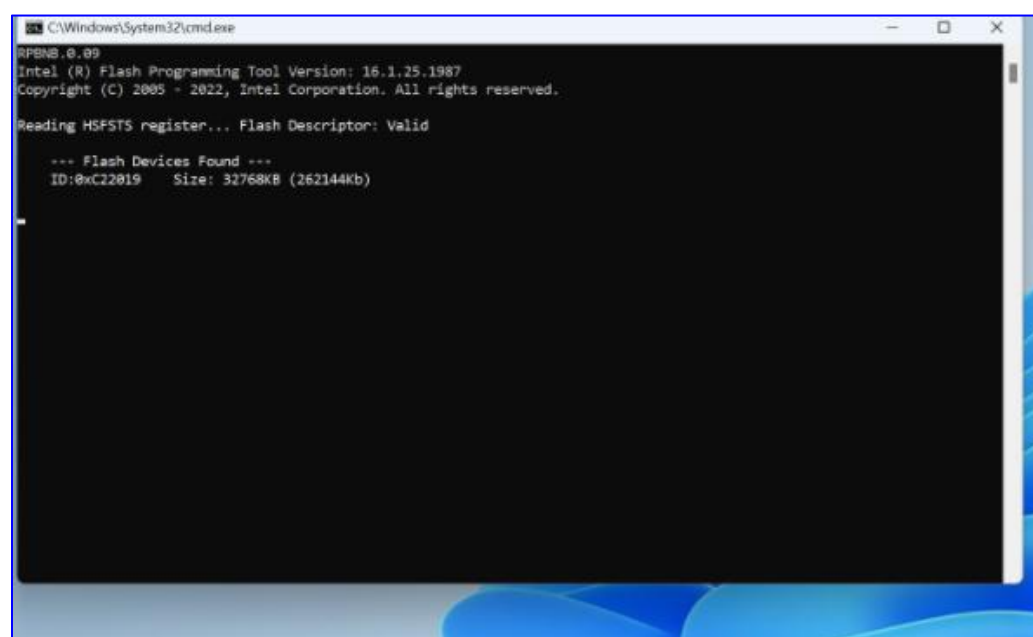 C:\Windows\System32\cmd.exe
RPBNB.0.09
Intel (R) Flash Programming Tool Version: 16.1.25.1987
Copyright (C) 2005 - 2022, Intel Corporation. All rights reserved.
Reading HSFSTS register... Flash Descriptor: Valid
--- Flash Devices Found ---
ID:0xC22019    Size: 32768KB (262144Kb)